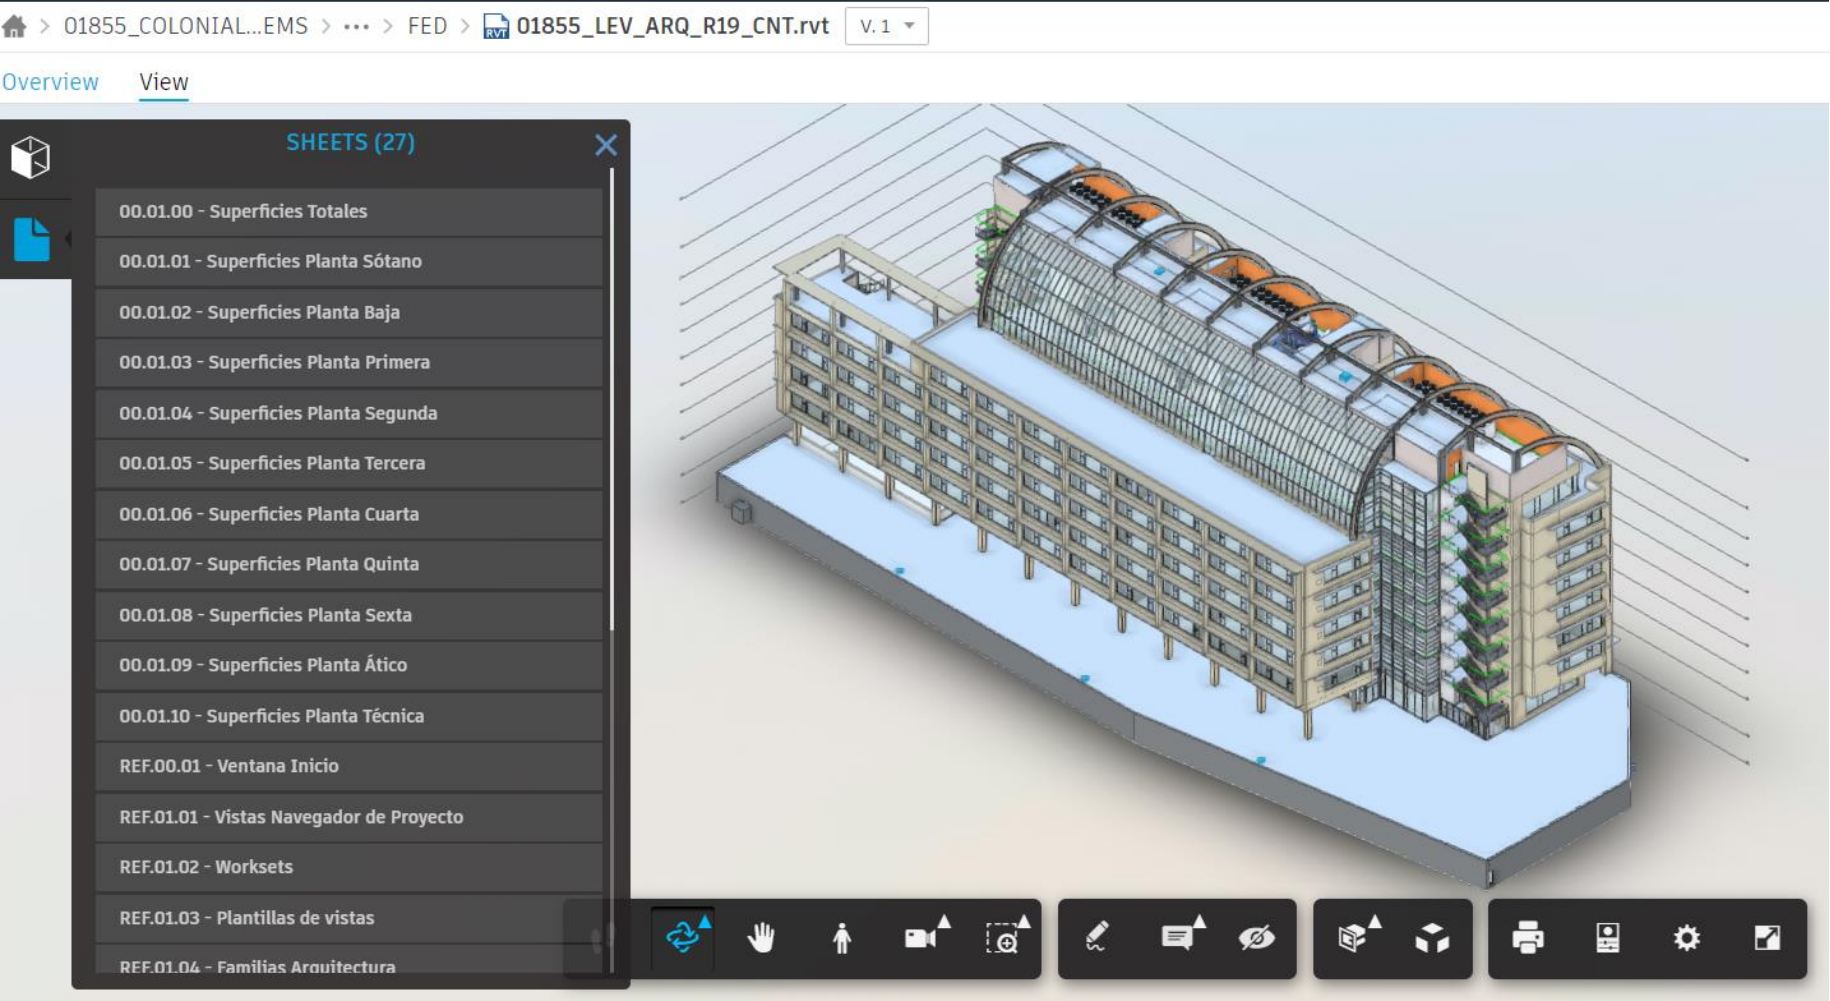 01855_COLONIAL...EMS > ... > FED > 01855_LEV_ARQ_R19_CNT.rvt V. 1
RVT
Overview View
SHEETS (27)
00.01.00 - Superficies Totales
00.01.01 - Superficies Planta Sótano
00.01.02 - Superficies Planta Baja
00.01.03 - Superficies Planta Primera
00.01.04 - Superficies Planta Segunda
00.01.05 - Superficies Planta Tercera
00.01.06 - Superficies Planta Cuarta
00.01.07 - Superficies Planta Quinta
00.01.08 - Superficies Planta Sexta
00.01.09 - Superficies Planta Ático
00.01.10 - Superficies Planta Técnica
REF.00.01 - Ventana Inicio
REF.01.01 - Vistas Navegador de Proyecto
REF.01.02 - Worksets
REF.01.03 - Plantillas de vistas
REF.01.04 - Familias Arquitectura